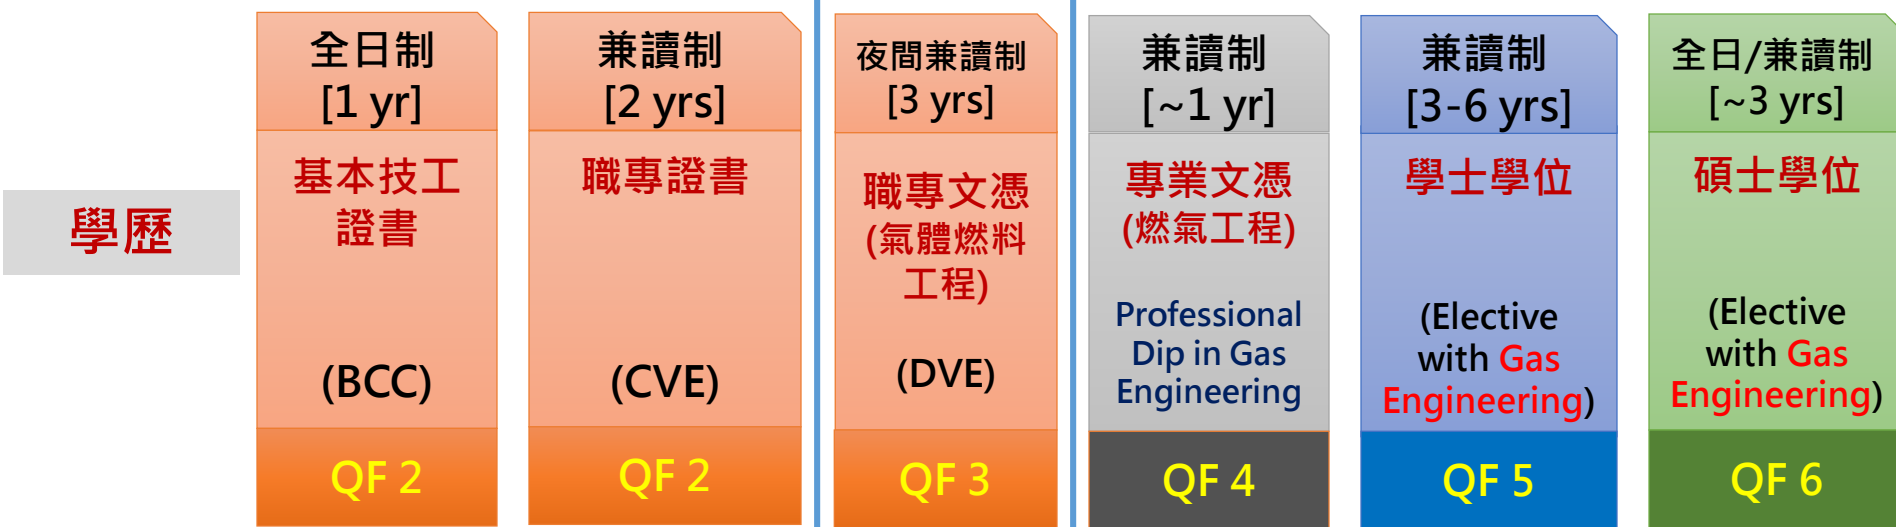 學歷
全日制
[1 yr]
基本技工
證書
(BCC)
QF 2
兼讀制
[2 yrs]
職專證書
(CVE)
QF 2
夜間兼讀制
[3 yrs]
職專文憑
(氣體燃料
工程)
(DVE)
QF 3
兼讀制
[~1 yr]
專業文憑
(燃氣工程)
Professional
Dip in Gas
Engineering
QF 4
兼讀制
[3-6 yrs]
學士學位
(Elective
with Gas
Engineering)
QF 5
全日/兼讀制
[~3 yrs]
碩士學位
(Elective
with Gas
Engineering)
QF 6